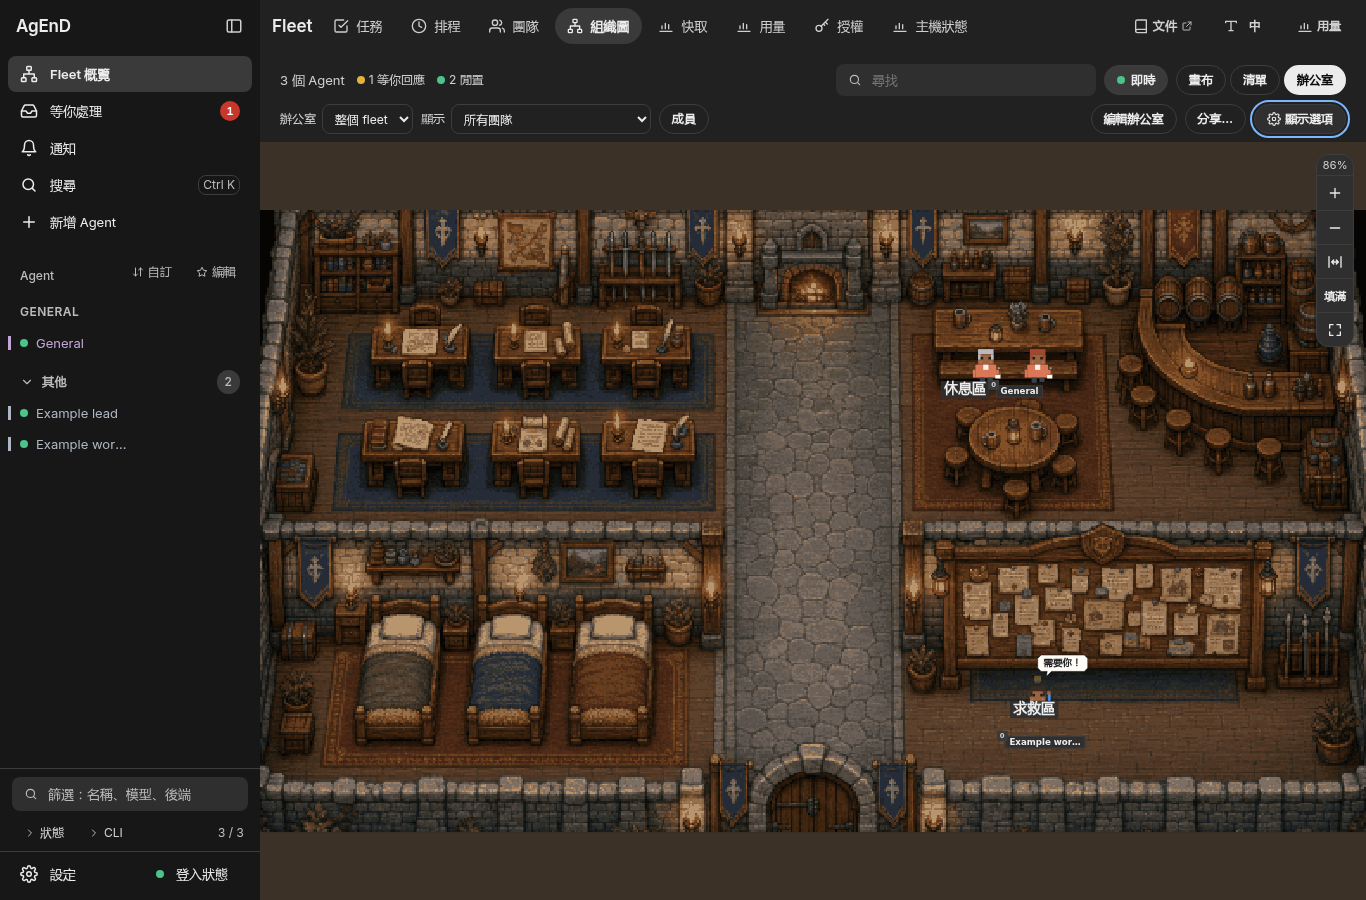 AgEnD
Fleet 概覽
等你處理
1
通知
搜尋
Ctrl K
新增 Agent
Agent
自訂
編輯
GENERAL
General
其他
2
Example lead
Example wor...
篩選：名稱、模型、後端
狀態
CLI
3 / 3
設定
登入狀態
Fleet
任務
排程
團隊
組織圖
快取
用量
授權
主機狀態
文件
中
用量
3 個 Agent
1 等你回應
2 閒置
尋找
即時
畫布
清單
辦公室
辦公室
整個 fleet
顯示
所有團隊
成員
編輯辦公室
分享...
顯示選項
86%
填滿
休息區
General
需要你！
求救區
Example wor...